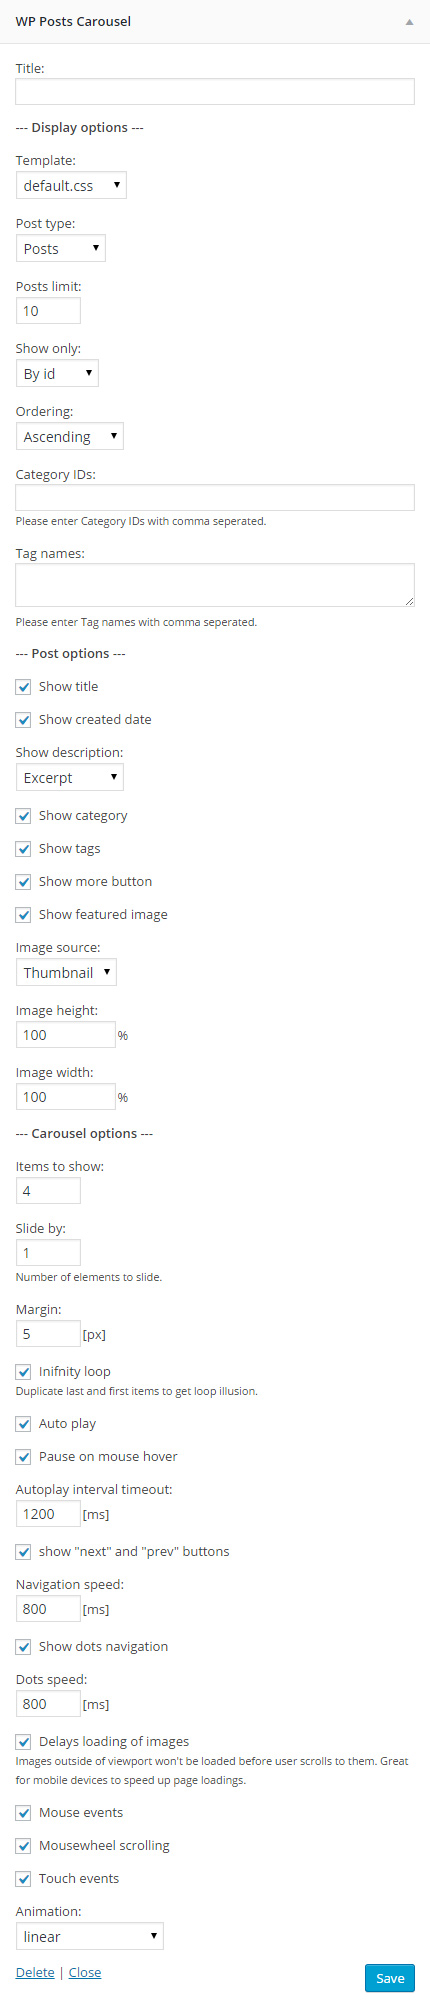 WP Posts Carousel
Title:
--- Display options ---
Template:
default.css
Post type:
Posts
Posts limit:
10
Show only:
By id
Ordering:
Ascending
Category IDs:
Please enter Category IDs with comma seperated.
Tag names:
Please enter Tag names with comma seperated.
--- Post options ---
Show title
Show created date
Show description:
Excerpt
Show category
Show tags
Show more button
Show featured image
Image source:
Thumbnail
Image height:
100 %
Image width:
100 %
--- Carousel options ---
Items to show:
4
Slide by:
1
Number of elements to slide.
Margin:
5 [px]
Inifnity loop
Duplicate last and first items to get loop illusion.
Auto play
Pause on mouse hover
Autoplay interval timeout:
1200 [ms]
show "next" and "prev" buttons
Navigation speed:
800 [ms]
Show dots navigation
Dots speed:
800 [ms]
Delays loading of images
Images outside of viewport won't be loaded before user scrolls to them. Great
for mobile devices to speed up page loadings.
Mouse events
Mousewheel scrolling
Touch events
Animation:
linear
Delete | Close Save